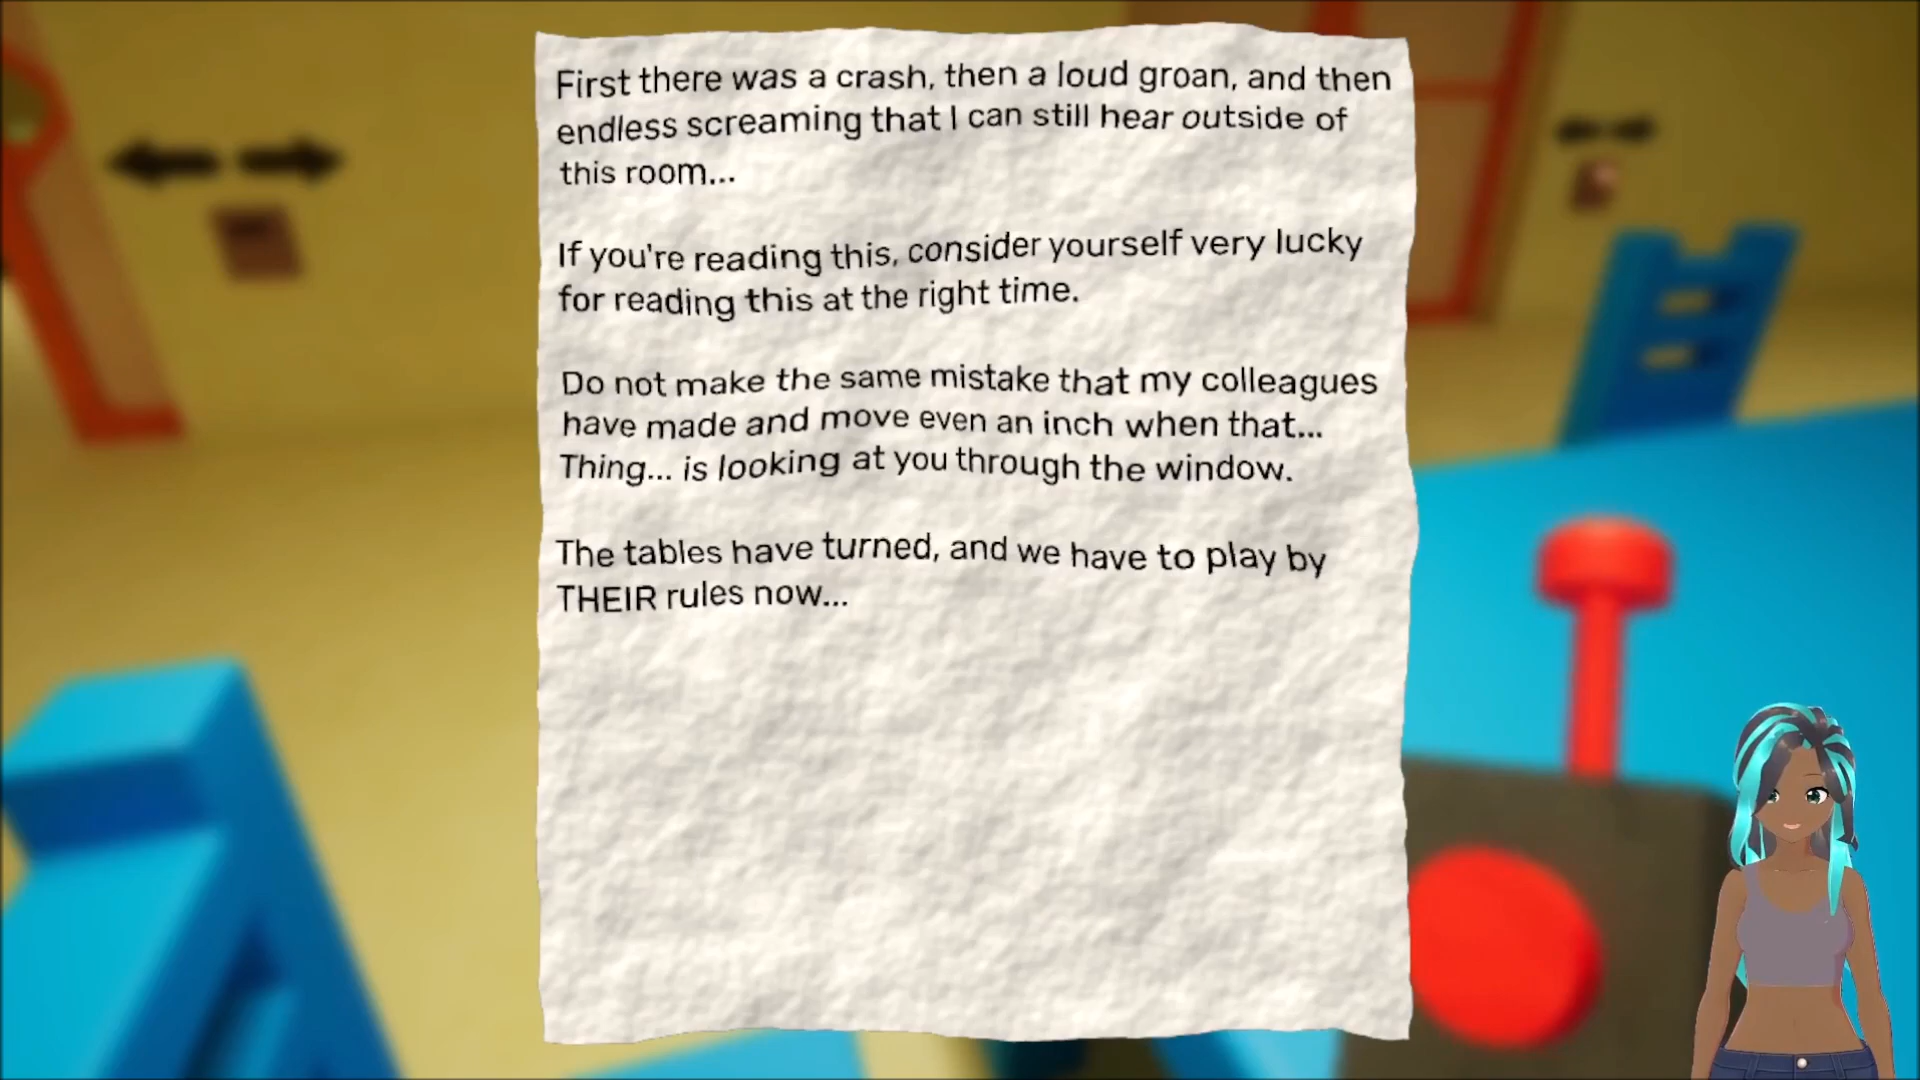 First there was a crash, then a loud groan, and then
endless screaming that I can still hear outside of
this room...
If you're reading this, consider yourself very lucky
for reading this at the right time.
Do not make the same mistake that my colleagues
have made and move even an inch when that...
Thing... is looking at you through the window.
The tables have turned, and we have to play by
THEIR rules now...